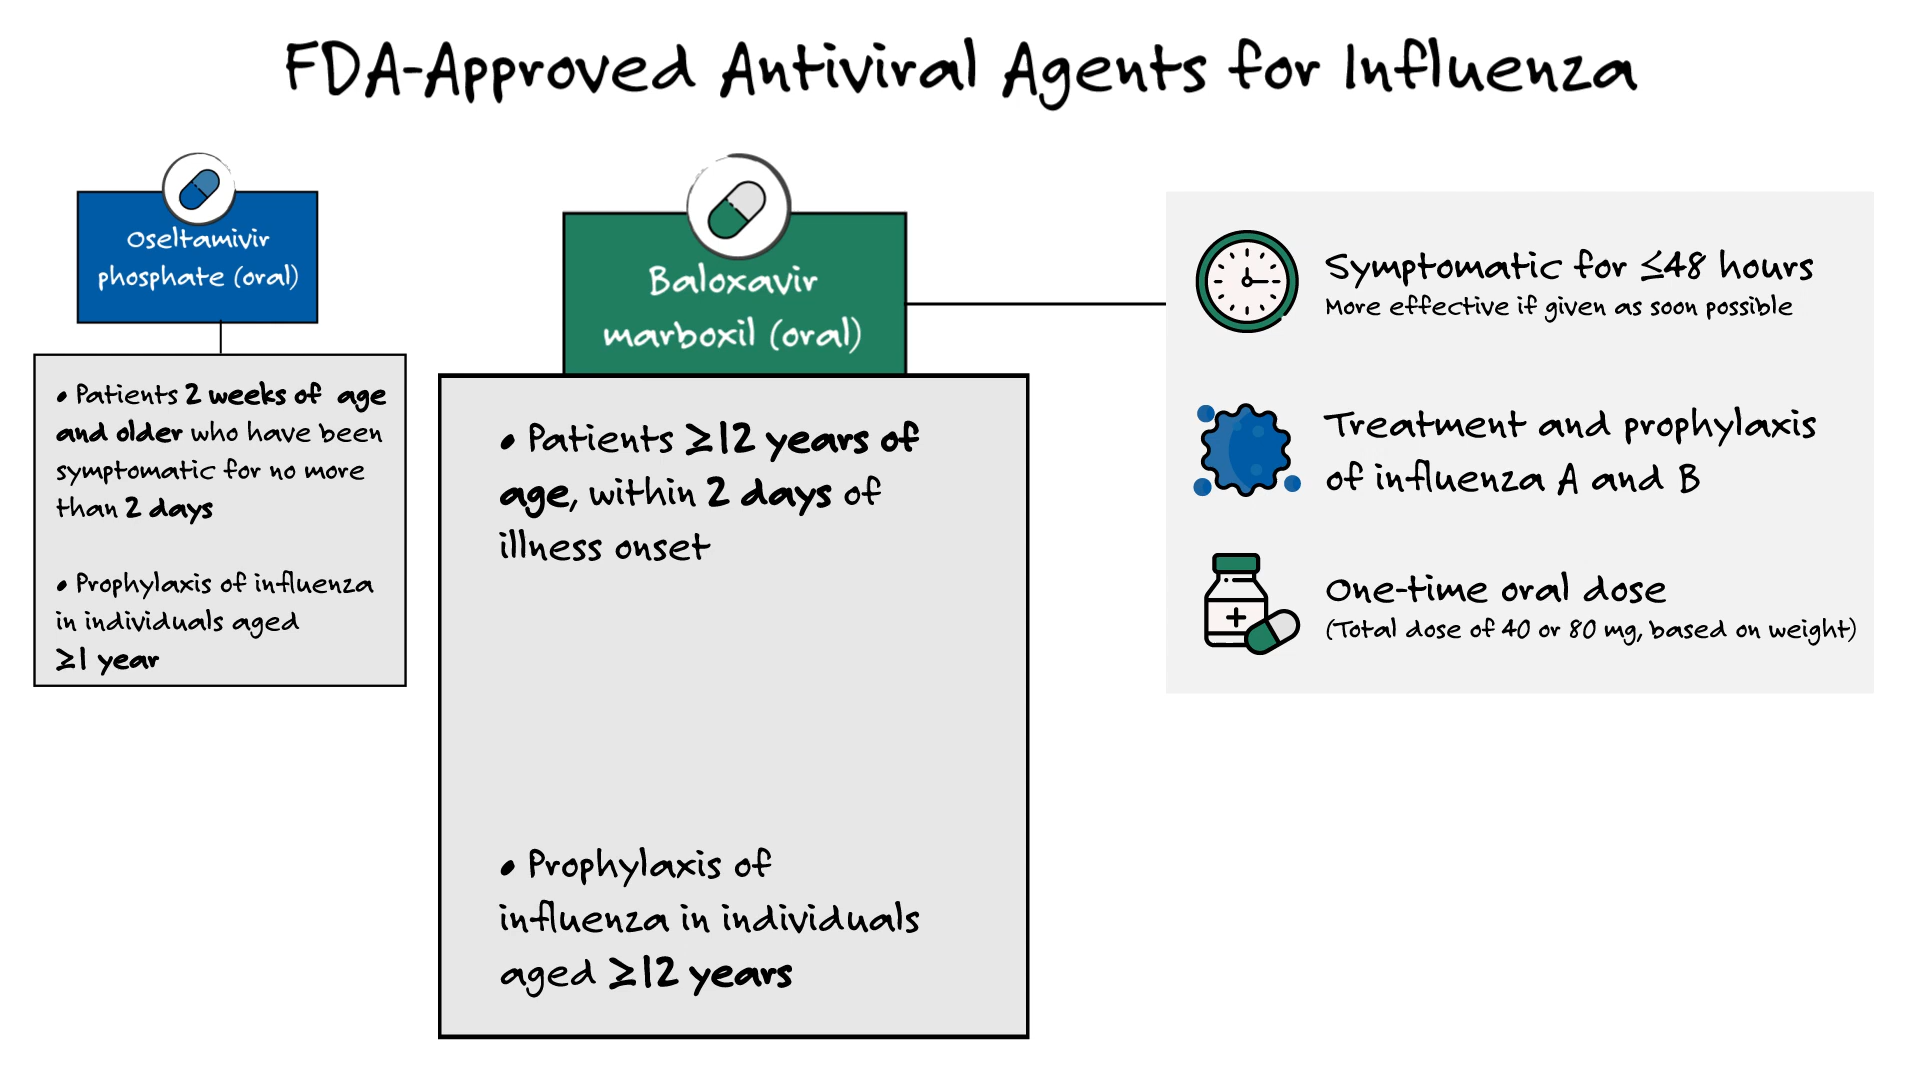 FDA-Approved Antiviral Agents for Influenza
Oseltamivir
phosphate (oral)
• Patients 2 weeks of age
and older who have been
symptomatic for no more
than 2 days
• Prophylaxis of influenza
in individuals aged
≥1 year
Baloxavir
marboxil (oral)
• Patients ≥12 years of
age, within 2 days of
illness onset
• Prophylaxis of
influenza in individuals
aged ≥12 years
Symptomatic for ≤48 hours
More effective if given as soon possible
Treatment and prophylaxis
of influenza A and B
One-time oral dose
(Total dose of 40 or 80 mg, based on weight)